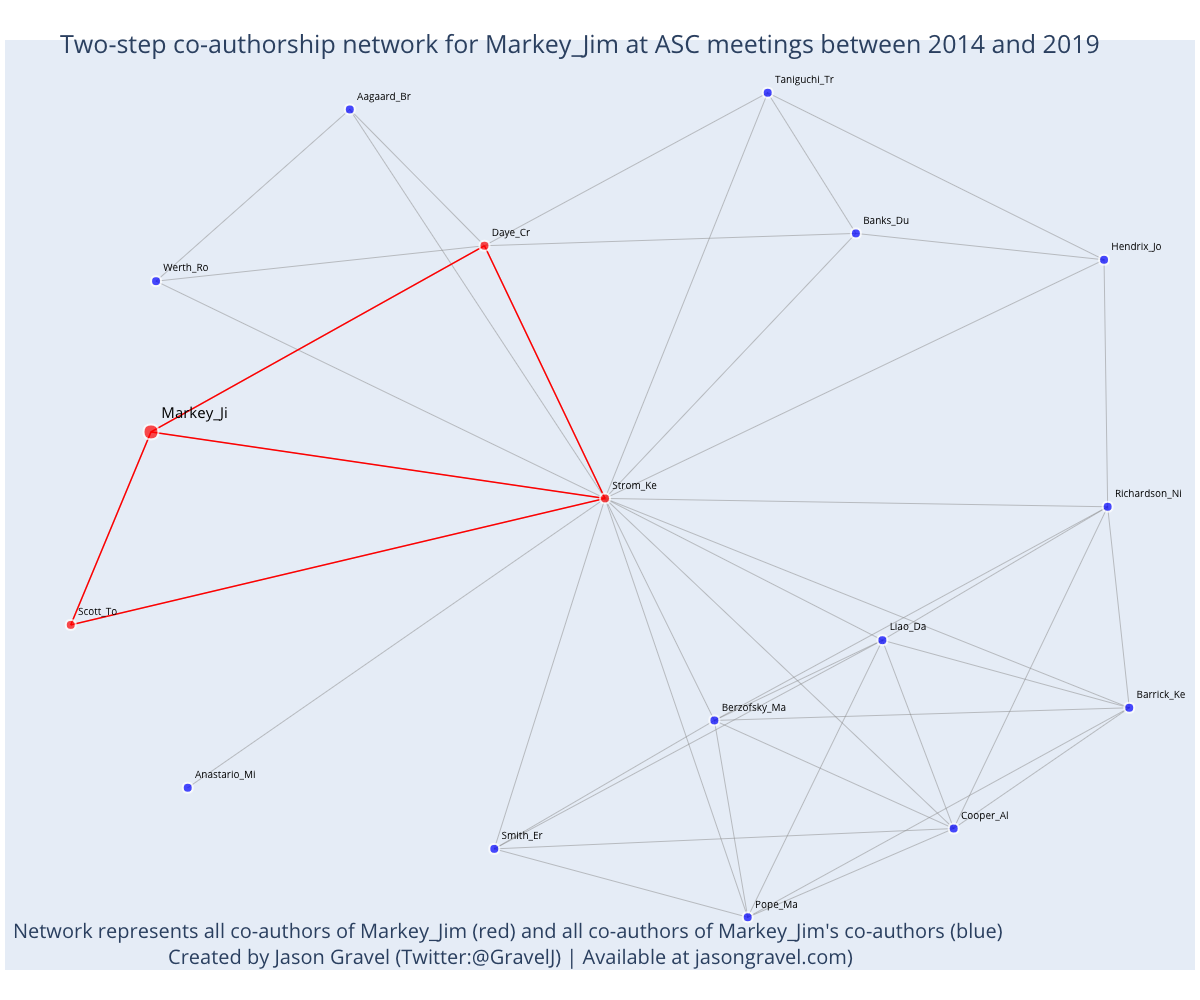 Two-step co-authorship network for Markey_Jim at ASC meetings between 2014 and 2019
Taniguchi_Tr
Aagaard_Br
Banks_Du
Daye_Cr
Hendrix_Jo
Werth_Ro
Markey_Ji
Strom_Ke
Richardson_Ni
Scott_To
Liao_Da
Barrick_Ke
Berzofsky_Ma
Anastario_Mi
Cooper_Al
Smith_Er
Pope_Ma
Network represents all co-authors of Markey_Jim (red) and all co-authors of Markey_Jim's co-authors (blue)
Created by Jason Gravel (Twitter:@GravelJ) | Available at jasongravel.com)